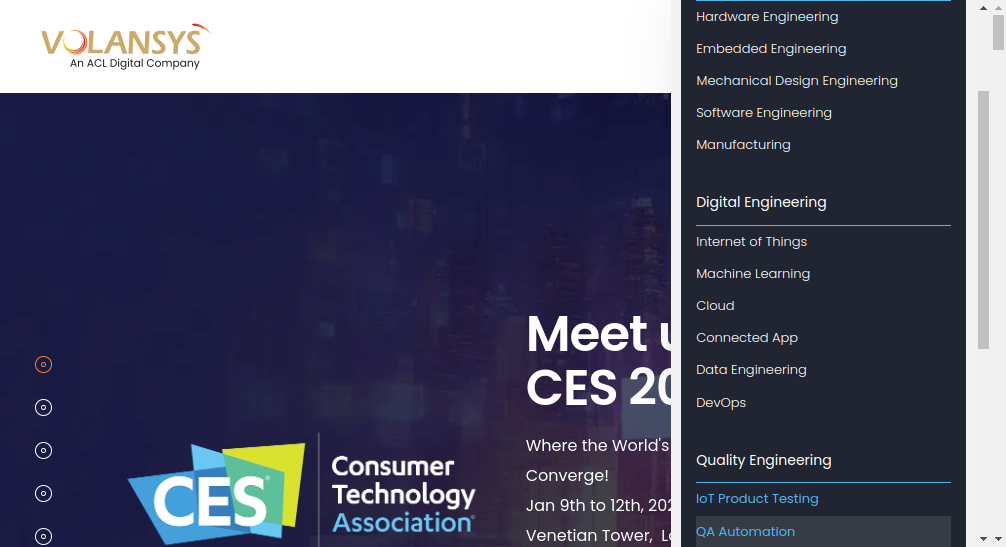 VOLANSYS
An ACL Digital Company
Hardware Engineering
Embedded Engineering
Mechanical Design Engineering
Software Engineering
Manufacturing
Digital Engineering
Internet of Things
Machine Learning
Cloud
Connected App
Data Engineering
DevOps
Quality Engineering
IoT Product Testing
QA Automation
Meet
CES
Where the World's
Converge!
Jan 9th to 12th,
Venetian Tower,
CES
Consumer
Technology
Association